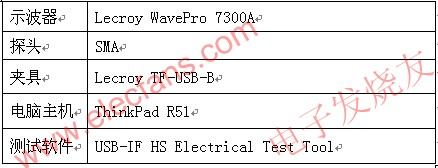 示波器 Lecroy WavePro 7300A
探头 SMA
夹具 Lecroy TF-USB-B
电脑主机 ThinkPad R51
测试软件 USB-IF HS Electrical Test Tool
www.elecfans.com 电子发烧友